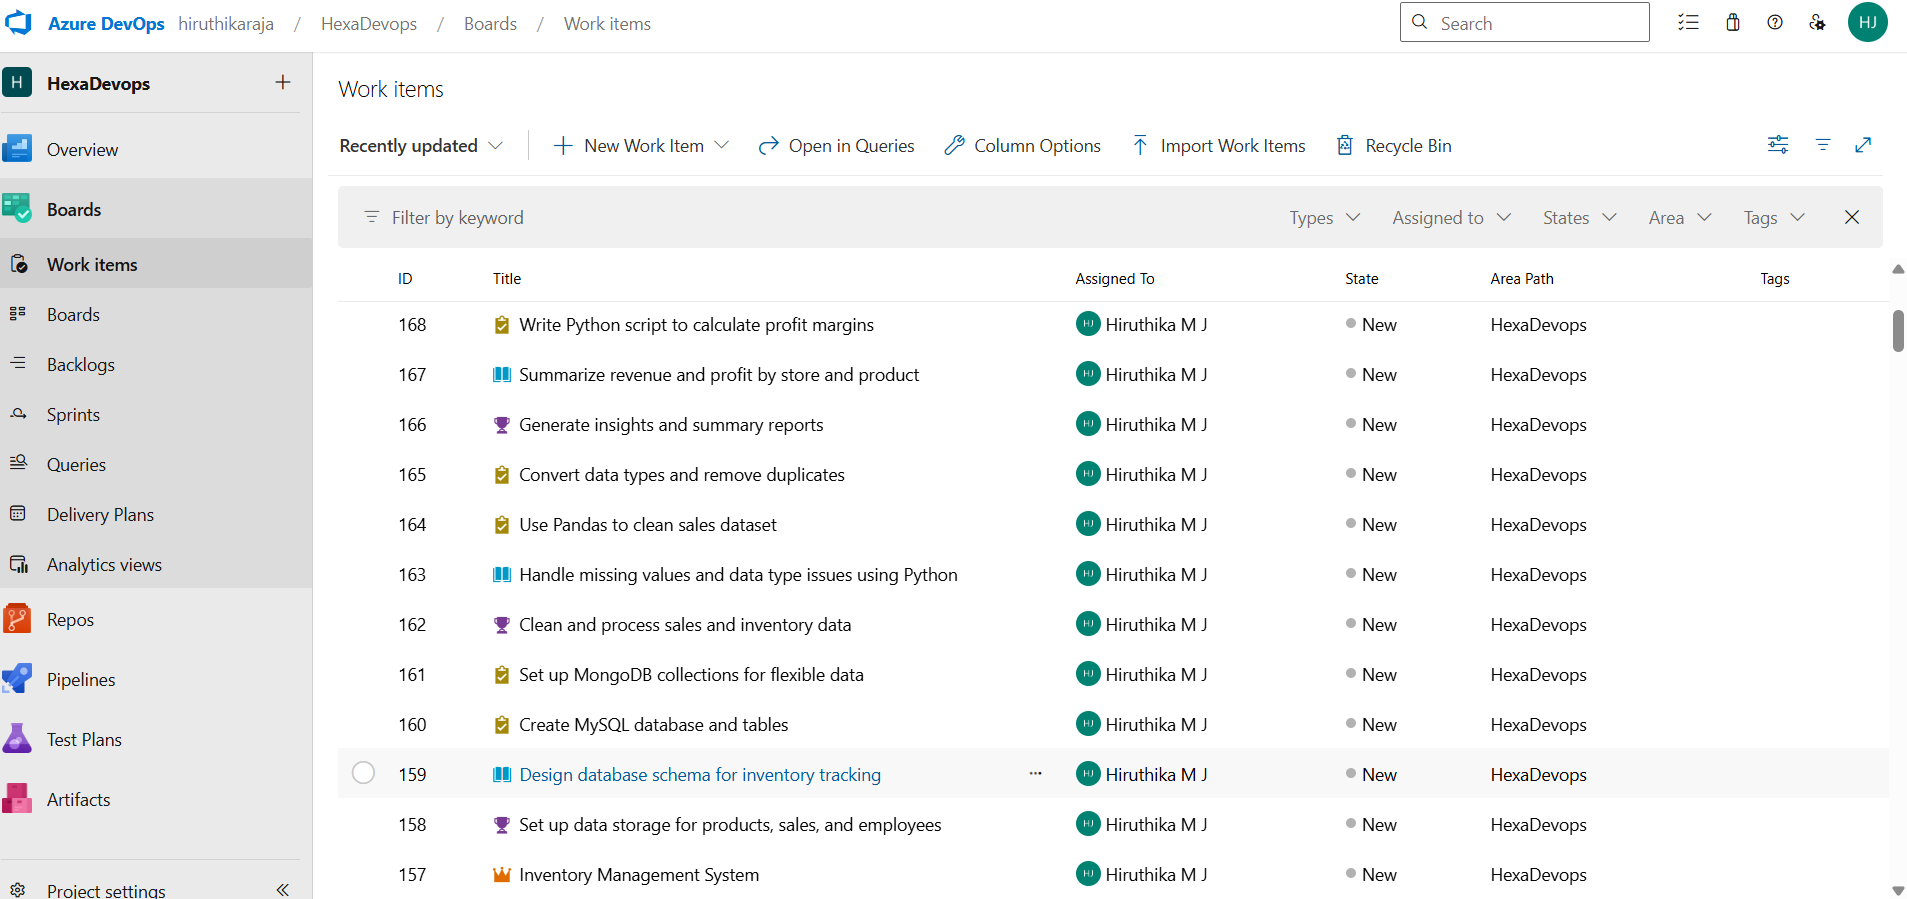 Azure DevOps hiruthikaraja / HexaDevops / Boards / Work items
Search
HJ
H HexaDevops
Overview
Boards
Work items
Boards
Backlogs
Sprints
Queries
Delivery Plans
Analytics views
Repos
Pipelines
Test Plans
Artifacts
Project settings
Work items
Recently updated New Work Item Open in Queries Column Options Import Work Items Recycle Bin
Filter by keyword Types Assigned to States Area Tags
ID Title Assigned To State Area Path Tags
168 Write Python script to calculate profit margins HJ Hiruthika M J New HexaDevops
167 Summarize revenue and profit by store and product HJ Hiruthika M J New HexaDevops
166 Generate insights and summary reports HJ Hiruthika M J New HexaDevops
165 Convert data types and remove duplicates HJ Hiruthika M J New HexaDevops
164 Use Pandas to clean sales dataset HJ Hiruthika M J New HexaDevops
163 Handle missing values and data type issues using Python HJ Hiruthika M J New HexaDevops
162 Clean and process sales and inventory data HJ Hiruthika M J New HexaDevops
161 Set up MongoDB collections for flexible data HJ Hiruthika M J New HexaDevops
160 Create MySQL database and tables HJ Hiruthika M J New HexaDevops
159 Design database schema for inventory tracking ··· HJ Hiruthika M J New HexaDevops
158 Set up data storage for products, sales, and employees HJ Hiruthika M J New HexaDevops
157 Inventory Management System HJ Hiruthika M J New HexaDevops